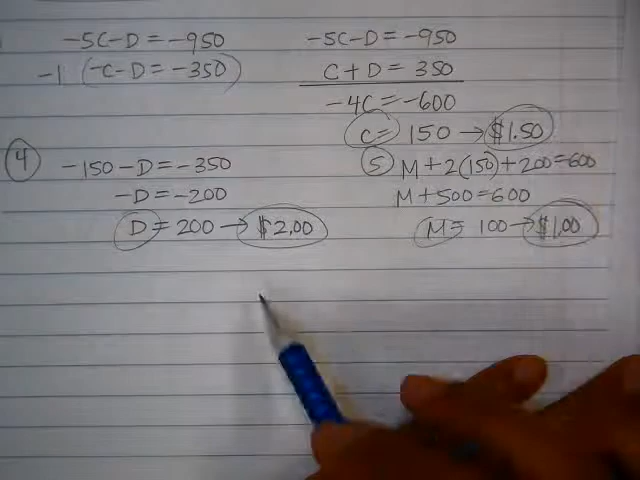 -5C-D=-950
-1(-C-D=-350)
-5C-D=-950
C+D=350
-4C=-600
C=150→$1.50
4
-150-D=-350
-D=-200
D=200→$2.00
5 M+2(150)+200=600
M+500=600
M=100→$1.00